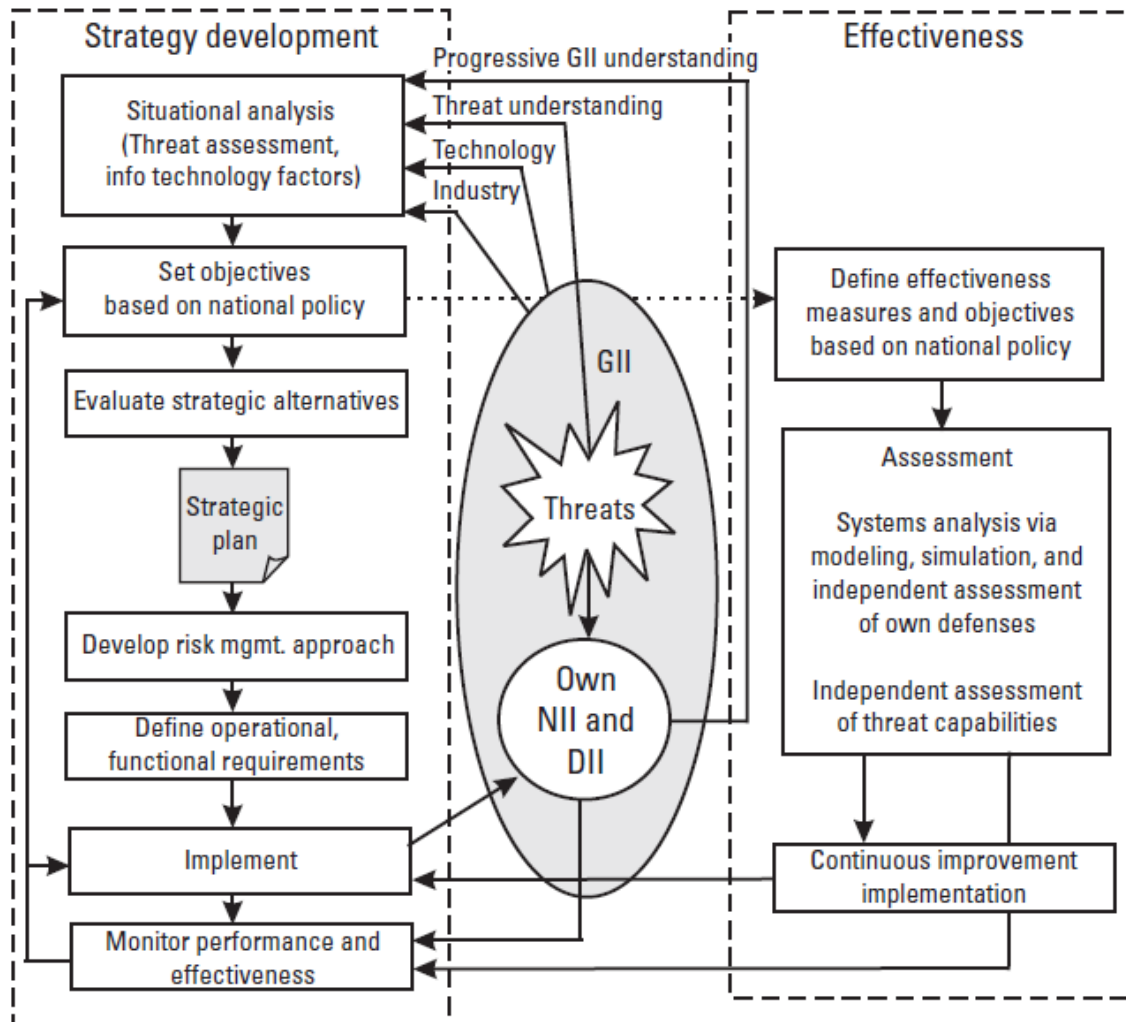 Strategy development
Situational analysis
(Threat assessment,
info technology factors)
Set objectives
based on national policy
Evaluate strategic alternatives
Strategic
plan
Develop risk mgmt. approach
Define operational,
functional requirements
Implement
Monitor performance and
effectiveness
Progressive GII understanding
Threat understanding
Technology
Industry
GII
Threats
Own
NII and
DII
Effectiveness
Define effectiveness
measures and objectives
based on national policy
Assessment
Systems analysis via
modeling, simulation, and
independent assessment
of own defenses
Independent assessment
of threat capabilities
Continuous improvement
implementation